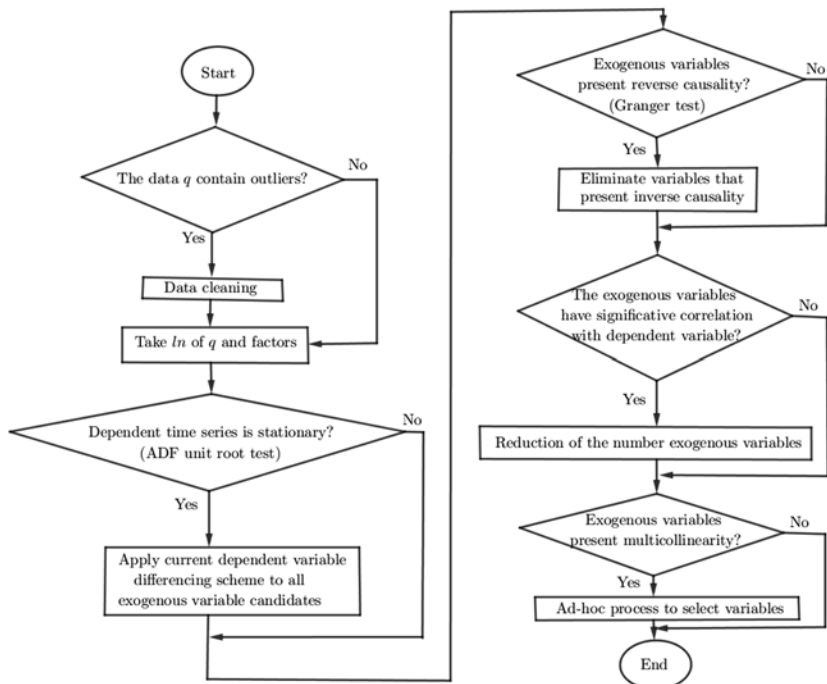 Start
The data q contain outliers?
No
Yes
Data cleaning
Take ln of q and factors
Dependent time series is stationary?
(ADF unit root test)
No
Yes
Apply current dependent variable
differencing scheme to all
exogenous variable candidates
Exogenous variables
present reverse causality?
(Granger test)
No
Yes
Eliminate variables that
present inverse causality
The exogenous variables
have significative correlation
with dependent variable?
No
Yes
Reduction of the number exogenous variables
Exogenous variables
present multicollinearity?
No
Yes
Ad-hoc process to select variables
End